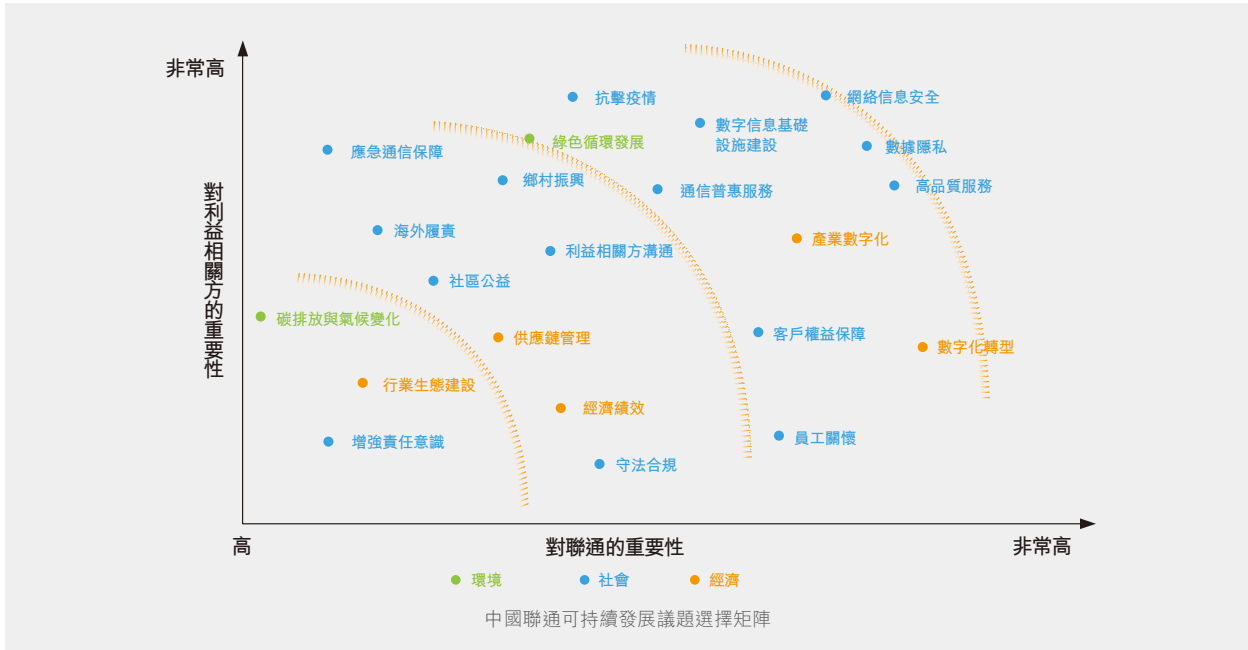 非常高
對利益相關方的重要性
抗擊疫情
網絡信息安全
數字信息基礎
設施建設
綠色循環發展
數據隱私
應急通信保障
鄉村振興
通信普惠服務
高品質服務
海外履責
利益相關方溝通
產業數字化
社區公益
碳排放與氣候變化
供應鏈管理
客戶權益保障
數字化轉型
行業生態建設
經濟績效
增強責任意識
守法合規
員工關懷
高
對聯通的重要性
非常高
環境
社會
經濟
中國聯通可持續發展議題選擇矩陣